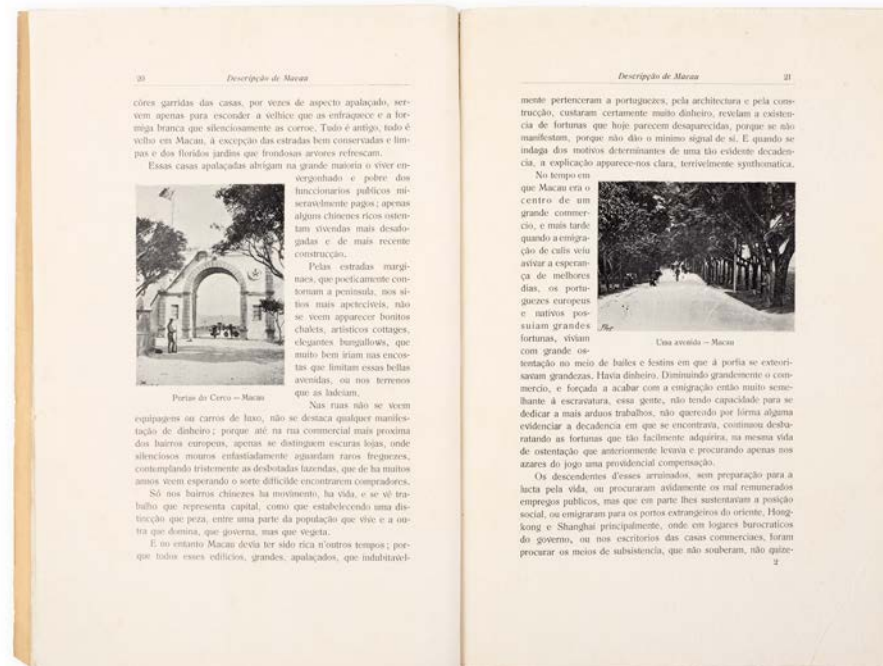 20
Descripção de Macau
côres garridas das casas, por vezes de aspecto apalaçado, ser-
vem apenas para esconder a velhice que as enfraquece e a for-
miga branca que silenciosamente as corroe. Tudo é antigo, tudo é
velho em Macau, á excepção das estradas bem conservadas e lim-
pas e dos floridos jardins que frondosas arvores refrescam.
Essas casas apalaçadas abrigam na grande maioria o viver en-
vergonhado e pobre dos
funccionarios publicos mi-
seravelmente pagos; apenas
alguns chinenes ricos osten-
tam vivendas mais desafo-
gadas e de mais recente
construcção.
Pelas estradas margi-
naes, que poeticamente con-
tornam a peninsula, nos si-
tios mais apeteciveis, não
se veem apparecer bonitos
chalets, artisticos cottages,
elegantes bungallows, que
muito bem iriam nas encos-
tas que limitam essas bellas
avenidas, ou nos terrenos
que as ladeiam.
Portas do Cerco — Macau
Nas ruas não se veem
equipagens ou carros de luxo, não se destaca qualquer manifes-
tação de dinheiro; porque até na rua commercial mais proxima
dos bairros europeus, apenas se distinguem escuras lojas, onde
silenciosos mouros enfastiadamente aguardam raros freguezes,
contemplando tristemente as desbotadas fazendas, que de ha muitos
annos veem esperando o sorte difficilde encontrarem compradores.
Só nos bairros chinezes ha movimento, ha vida, e se vê tra-
balho que representa capital, como que estabelecendo uma dis-
tincção que peza, entre uma parte da população que vive e a ou-
tra que domina, que governa, mas que vegeta.
E no entanto Macau devia ter sido rica n'outros tempos; por-
que todos esses edificios, grandes, apalaçados, que indubitavel-
Descripção de Macau
21
mente pertenceram a portuguezes, pela architectura e pela cons-
trucção, custaram certamente muito dinheiro, revelam a existen-
cia de fortunas que hoje parecem desaparecidas, porque se não
manifestam, porque não dão o minimo signal de si. E quando se
indaga dos motivos determinantes de uma tão evidente decaden-
cia, a explicação apparece-nos clara, terrivelmente synthomatica.
No tempo em
que Macau era o
centro de um
grande commer-
cio, e mais tarde
quando a emigra-
ção de culis veiu
activar a esperan-
ça de melhores
dias, os portu-
guezes europeus
e nativos pos-
suiam grandes
fortunas, viviam
com grande os-
Uma avenida — Macau
tentação no meio de bailes e festins em que á porfia se exteori-
savam grandezas. Havia dinheiro. Diminuindo grandemente o com-
mercio, e forçada a acabar com a emigração então muito seme-
lhante á escravatura, essa gente, não tendo capacidade para se
dedicar a mais arduos trabalhos, não querendo por fórma alguma
evidenciar a decadencia em que se encontrava, continuou desba-
ratando as fortunas que tão facilmente adquirira, na mesma vida
de ostentação que anteriormente levava e procurando apenas nos
azares do jogo uma providencial compensação.
Os descendentes d'esses arruinados, sem preparação para a
lucta pela vida, ou procuraram avidamente os mal remunerados
empregos publicos, mas que em parte lhes sustentavam a posição
social, ou emigraram para os portos extrangeiros do oriente, Hong-
kong e Shanghai principalmente, onde em logares burocraticos
do governo, ou nos escritorios das casas commerciaes, foram
procurar os meios de subsistencia, que não souberam, não quize-
2